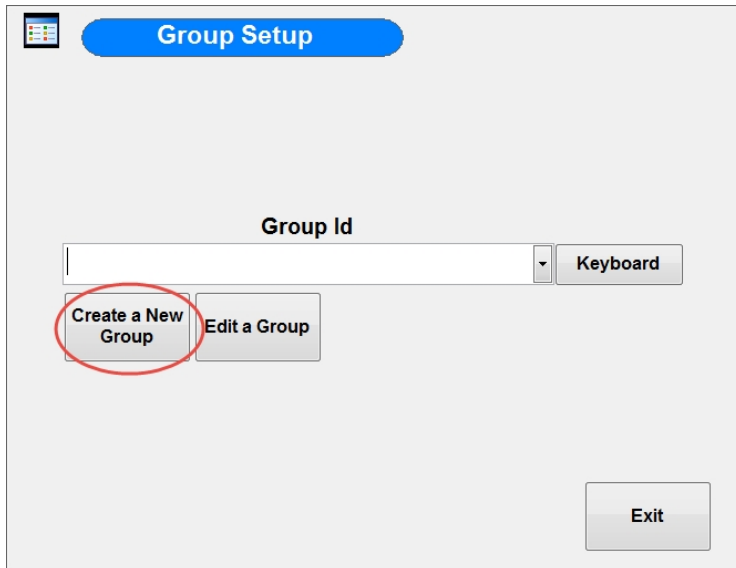 Group Setup
Group Id
Keyboard
Create a New
Group
Edit a Group
Exit